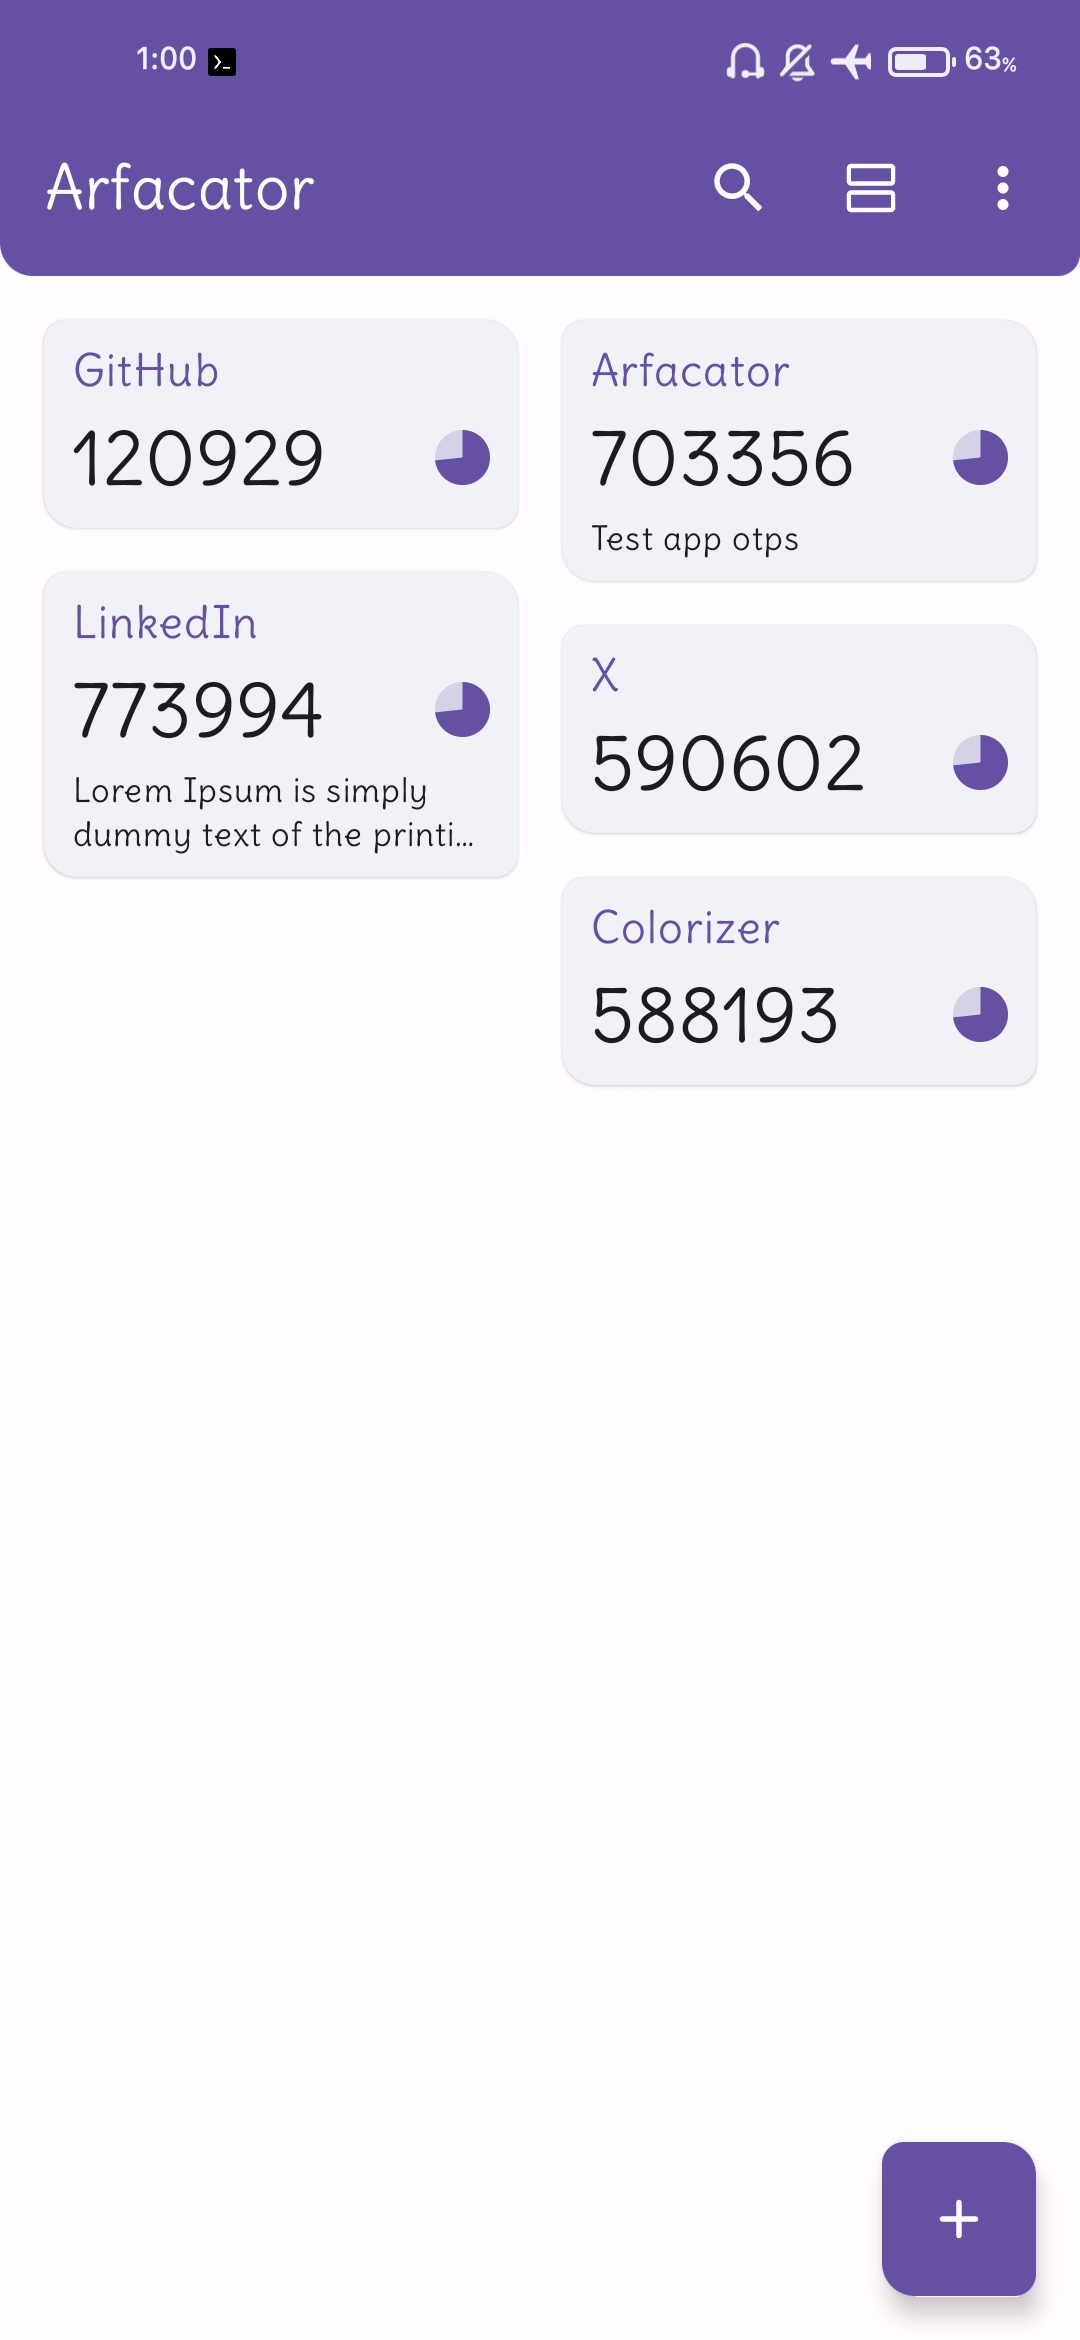 1:00
63%
Arfacator
GitHub
120929
LinkedIn
773994
Lorem Ipsum is simply
dummy text of the printi...
Arfacator
703356
Test app otps
X
590602
Colorizer
588193